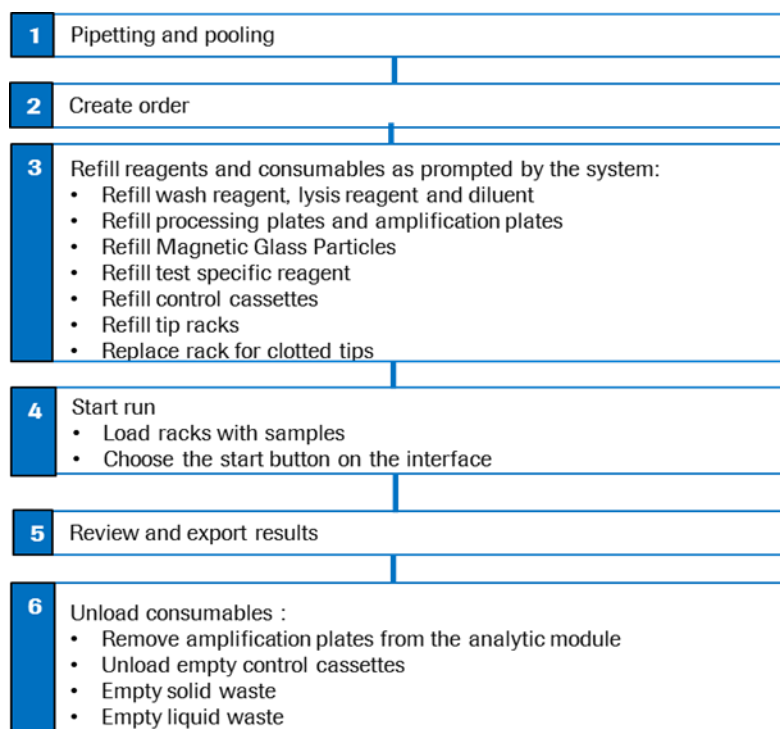 1 Pipetting and pooling
2 Create order
3 Refill reagents and consumables as prompted by the system:
• Refill wash reagent, lysis reagent and diluent
• Refill processing plates and amplification plates
• Refill Magnetic Glass Particles
• Refill test specific reagent
• Refill control cassettes
• Refill tip racks
• Replace rack for clotted tips
4 Start run
• Load racks with samples
• Choose the start button on the interface
5 Review and export results
6 Unload consumables :
• Remove amplification plates from the analytic module
• Unload empty control cassettes
• Empty solid waste
• Empty liquid waste